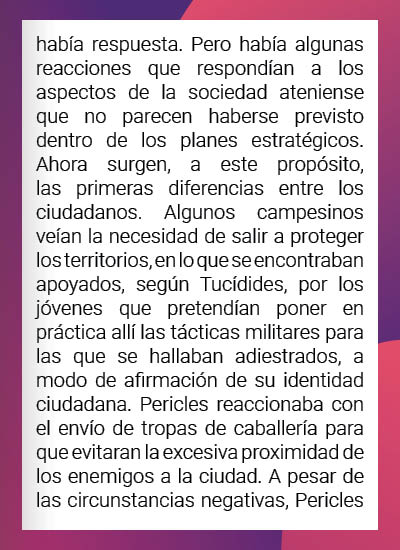 había respuesta. Pero había algunas
reacciones que respondían a los
aspectos de la sociedad ateniense
que no parecen haberse previsto
dentro de los planes estratégicos.
Ahora surgen, a este propósito,
las primeras diferencias entre los
ciudadanos. Algunos campesinos
veían la necesidad de salir a proteger
los territorios, en lo que se encontraban
apoyados, según Tucídides, por los
jóvenes que pretendían poner en
práctica allí las tácticas militares para
las que se hallaban adiestrados, a
modo de afirmación de su identidad
ciudadana. Pericles reaccionaba con
el envío de tropas de caballería para
que evitaran la excesiva proximidad de
los enemigos a la ciudad. A pesar de
las circunstancias negativas, Pericles